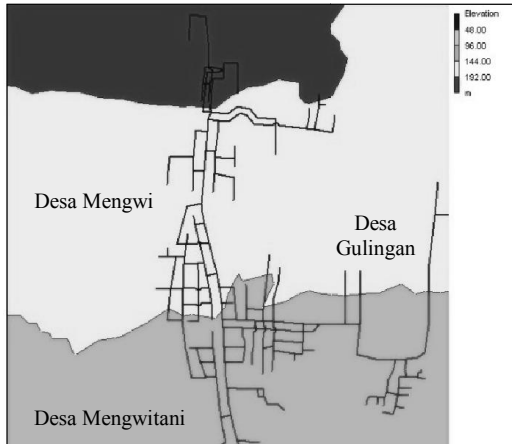 Elevation
48.00
96.00
144.00
192.00
m
Desa Mengwi
Desa
Gulingan
Desa Mengwitani